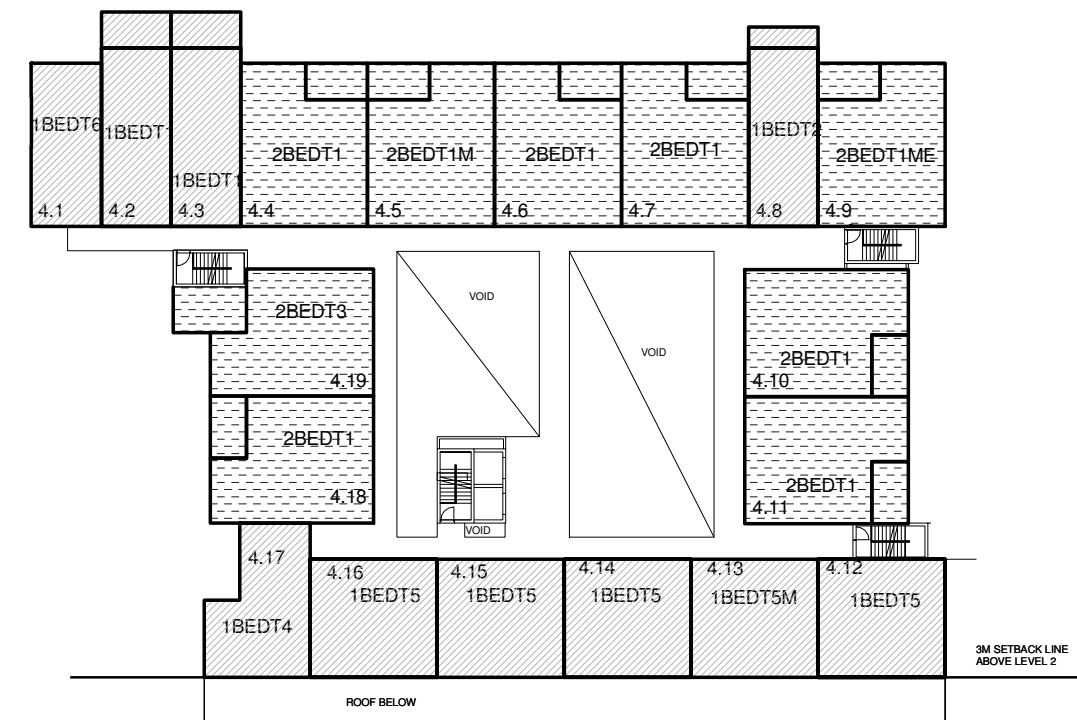 1BEDT6
4.1
1BEDT
4.2
1BEDT1
4.3
2BEDT1
4.4
2BEDT1M
4.5
2BEDT1
4.6
2BEDT1
4.7
1BEDT2
4.8
2BEDT1ME
4.9
2BEDT3
4.19
VOID
VOID
2BEDT1
4.10
2BEDT1
4.18
2BEDT1
4.11
VOID
4.17
1BEDT4
4.16
1BEDT5
4.15
1BEDT5
4.14
1BEDT5
4.13
1BEDT5M
4.12
1BEDT5
3M SETBACK LINE
ABOVE LEVEL 2
ROOF BELOW